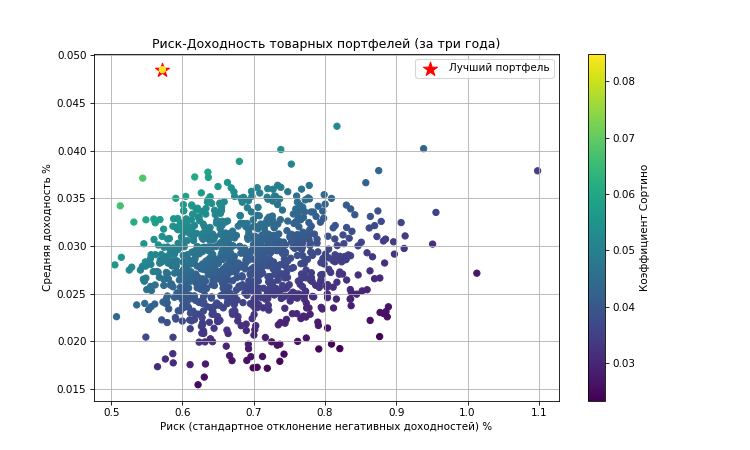 Риск-Доходность товарных портфелей (за три года)
Лучший портфель
Средняя доходность %
0.050
0.045
0.040
0.035
0.030
0.025
0.020
0.015
0.5 0.6 0.7 0.8 0.9 1.0 1.1
Риск (стандартное отклонение негативных доходностей) %
0.08
0.07
0.06
0.05
0.04
0.03
Коэффициент Сортино